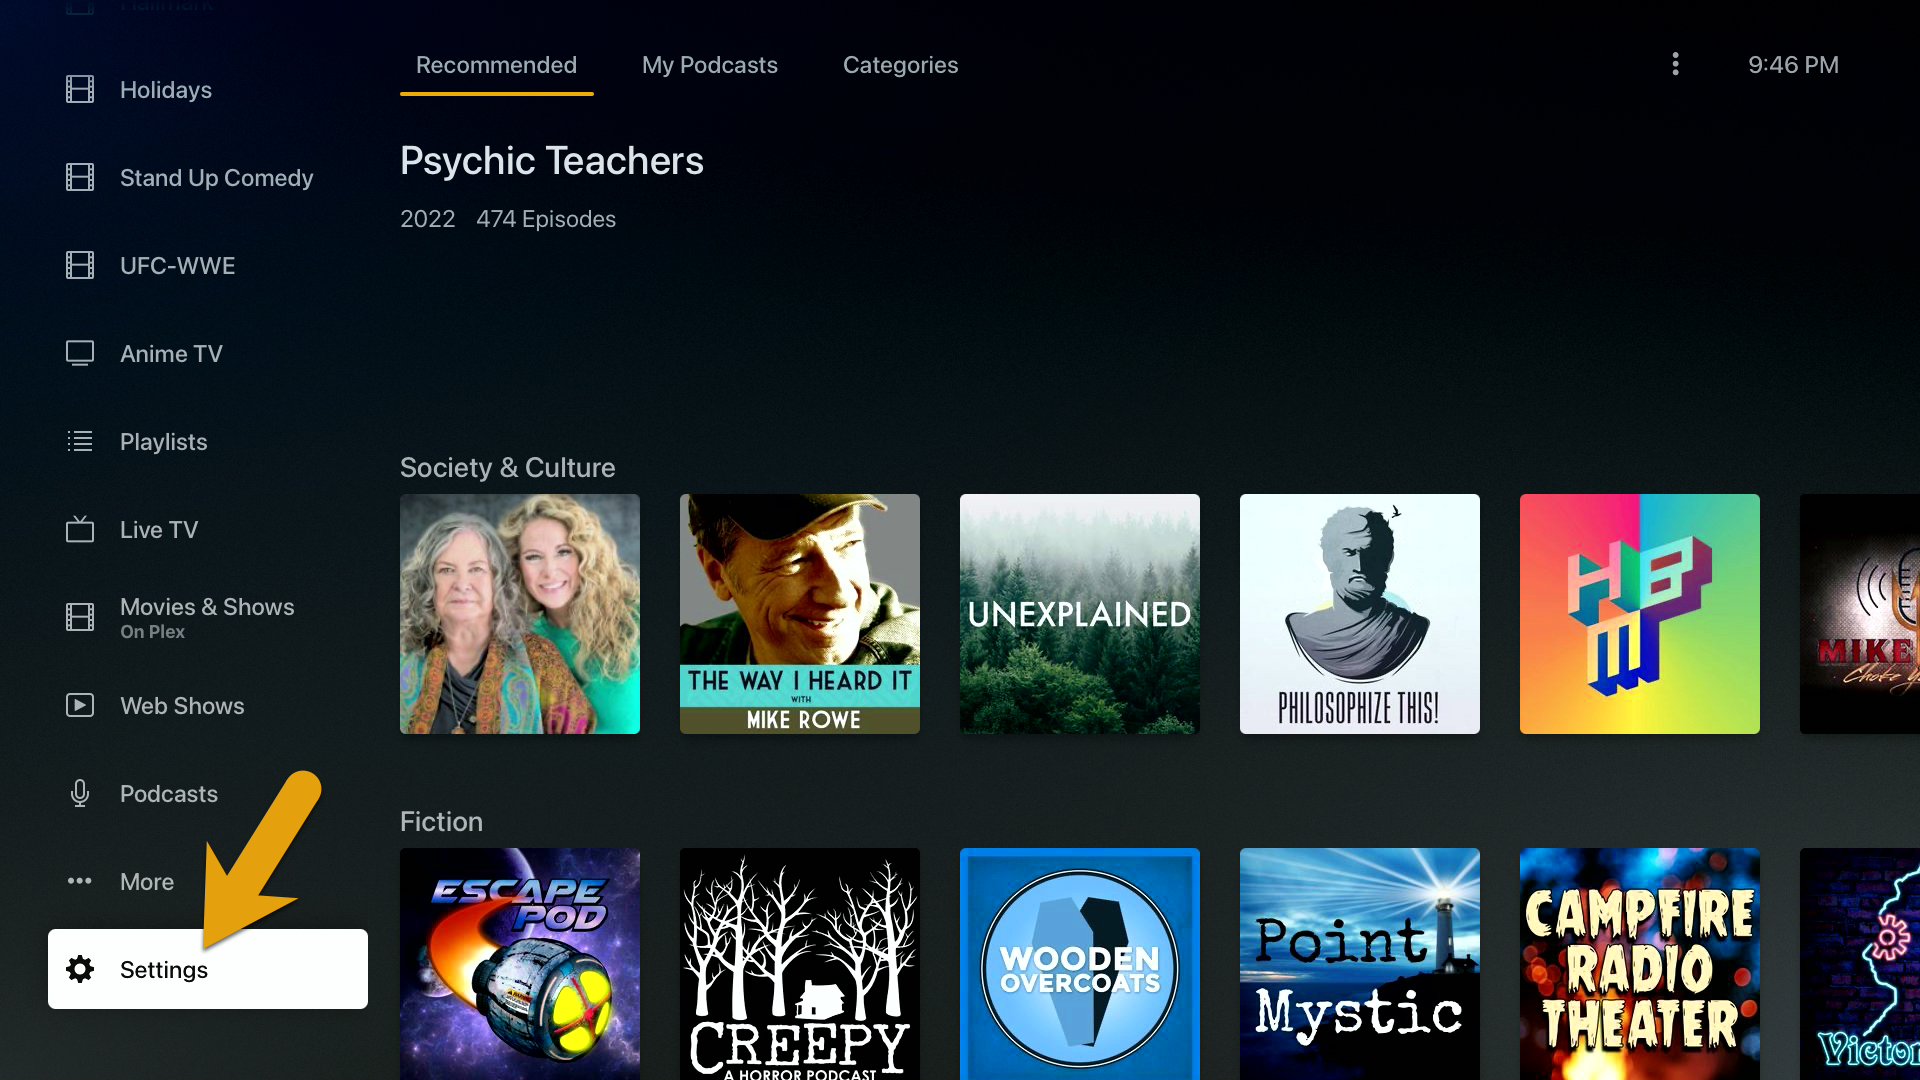 Hallmark
Holidays
Stand Up Comedy
UFC-WWE
Anime TV
Playlists
Live TV
Movies & Shows
On Plex
Web Shows
Podcasts
More
Settings
Recommended
My Podcasts
Categories
9:46 PM
Psychic Teachers
2022 474 Episodes
Society & Culture
THE WAY I HEARD IT
WITH
MIKE ROWE
UNEXPLAINED
PHILOSOPHIZE THIS!
HBM
MIKE
Choke
Fiction
ESCAPE
POD
CREEPY
A HORROR PODCAST
WOODEN
OVERCOATS
Point
Mystic
CAMPFIRE
RADIO
THEATER